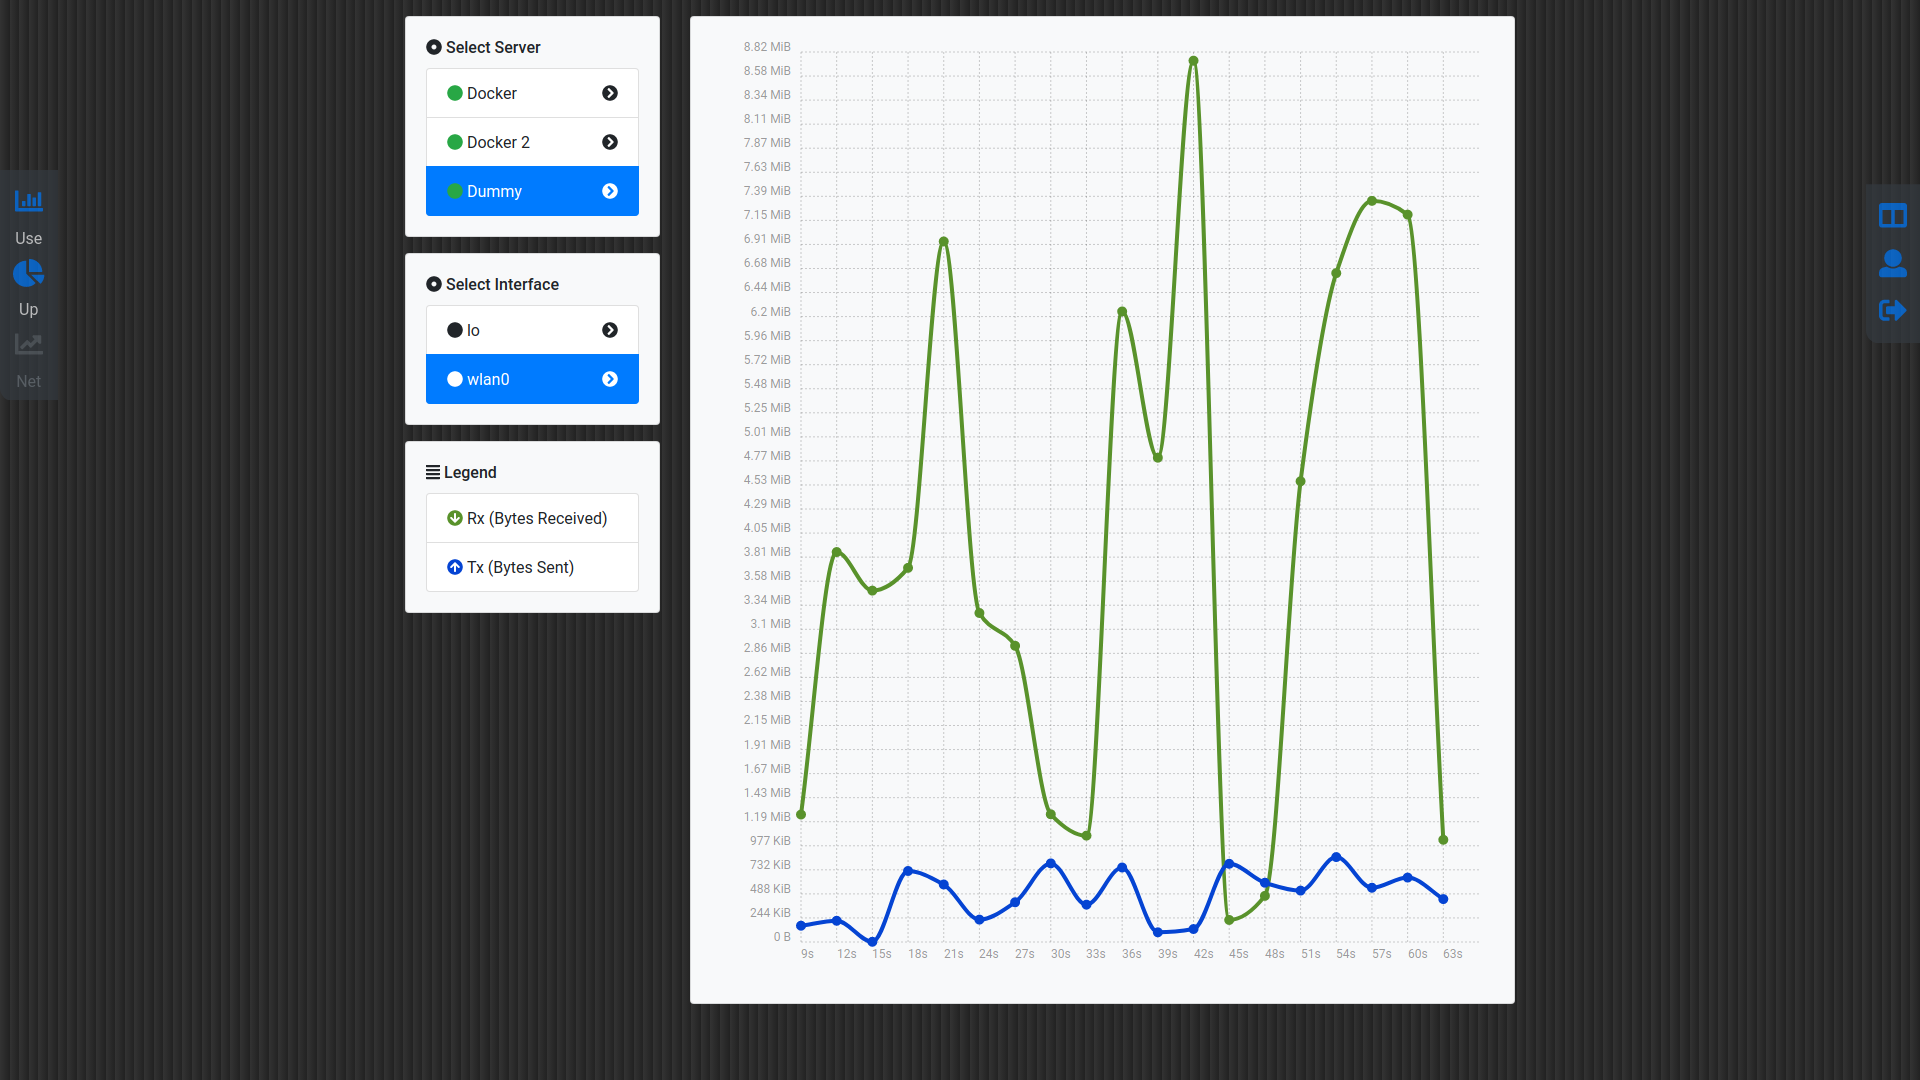 Use
Up
Net
Select Server
Docker
Docker 2
Dummy
Select Interface
lo
wlan0
Legend
Rx (Bytes Received)
Tx (Bytes Sent)
8.82 MiB
8.58 MiB
8.34 MiB
8.11 MiB
7.87 MiB
7.63 MiB
7.39 MiB
7.15 MiB
6.91 MiB
6.68 MiB
6.44 MiB
6.2 MiB
5.96 MiB
5.72 MiB
5.48 MiB
5.25 MiB
5.01 MiB
4.77 MiB
4.53 MiB
4.29 MiB
4.05 MiB
3.81 MiB
3.58 MiB
3.34 MiB
3.1 MiB
2.86 MiB
2.62 MiB
2.38 MiB
2.15 MiB
1.91 MiB
1.67 MiB
1.43 MiB
1.19 MiB
977 KiB
732 KiB
488 KiB
244 KiB
0 B
9s 12s 15s 18s 21s 24s 27s 30s 33s 36s 39s 42s 45s 48s 51s 54s 57s 60s 63s